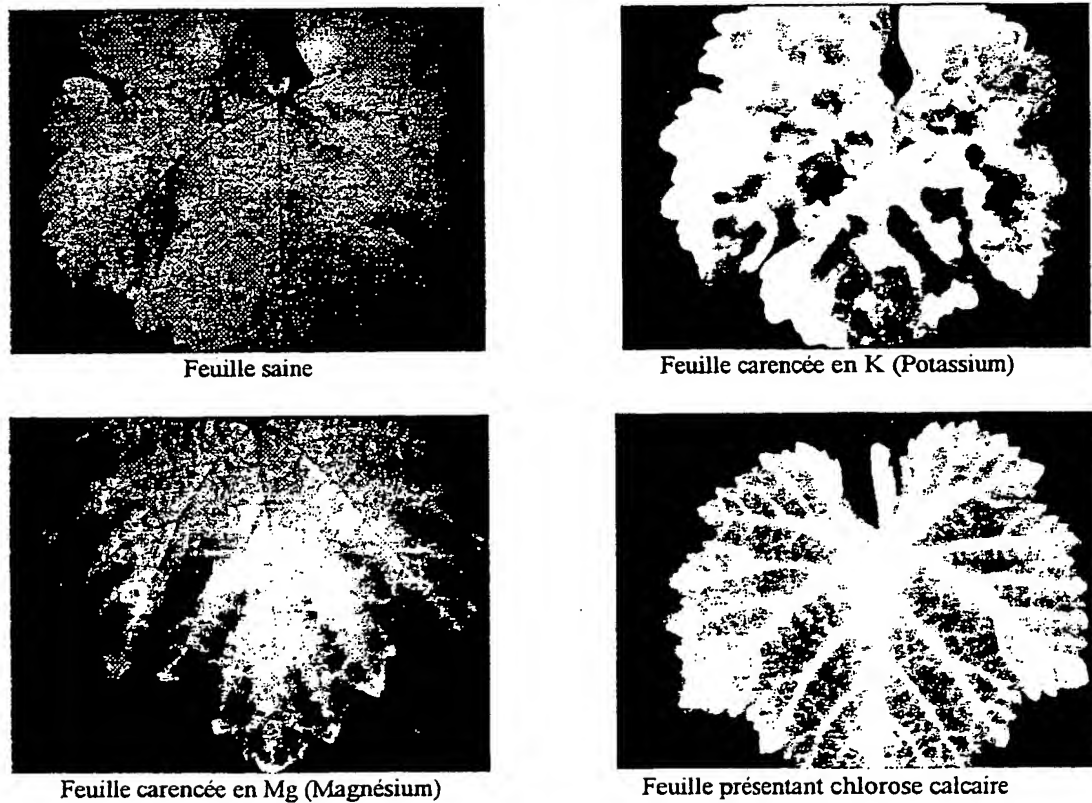 Feuille saine
Feuille carencée en K (Potassium)
Feuille carencée en Mg (Magnésium)
Feuille présentant chlorose calcaire